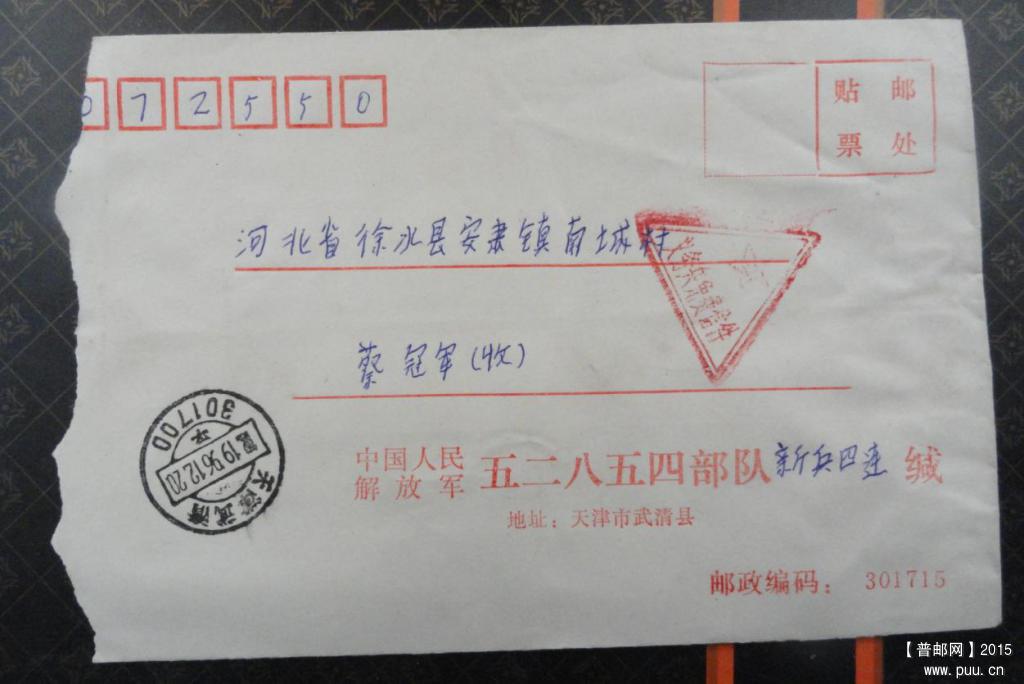 072550
贴 邮
票 处
河北省徐水县安肃镇南城村
蔡冠军(收)
301700
平
1996.12.20
天津武清
中国人民
解放军 五二八五四部队新兵四连 缄
地址：天津市武清县
邮政编码：301715
【普邮网】2015
www.puu.cn